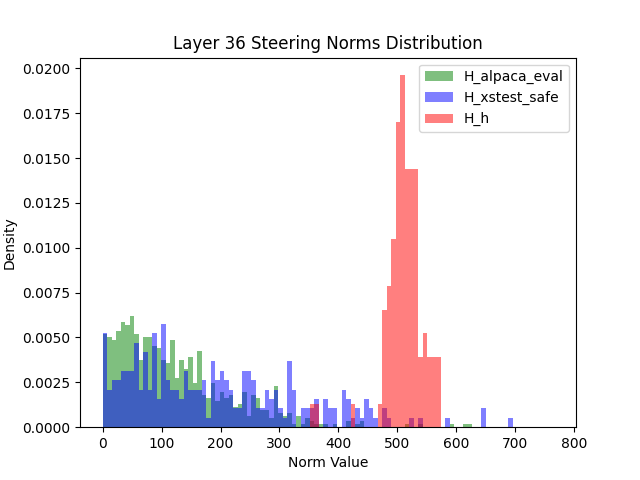 Layer 36 Steering Norms Distribution
H_alpaca_eval
H_xstest_safe
H_h
0.0200
0.0175
0.0150
0.0125
0.0100
0.0075
0.0050
0.0025
0.0000
Density
0 100 200 300 400 500 600 700 800
Norm Value